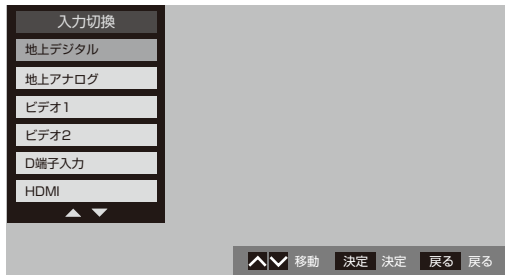 入力切換
地上デジタル
地上アナログ
ビデオ1
ビデオ2
D端子入力
HDMI
移動 決定 決定 戻る 戻る